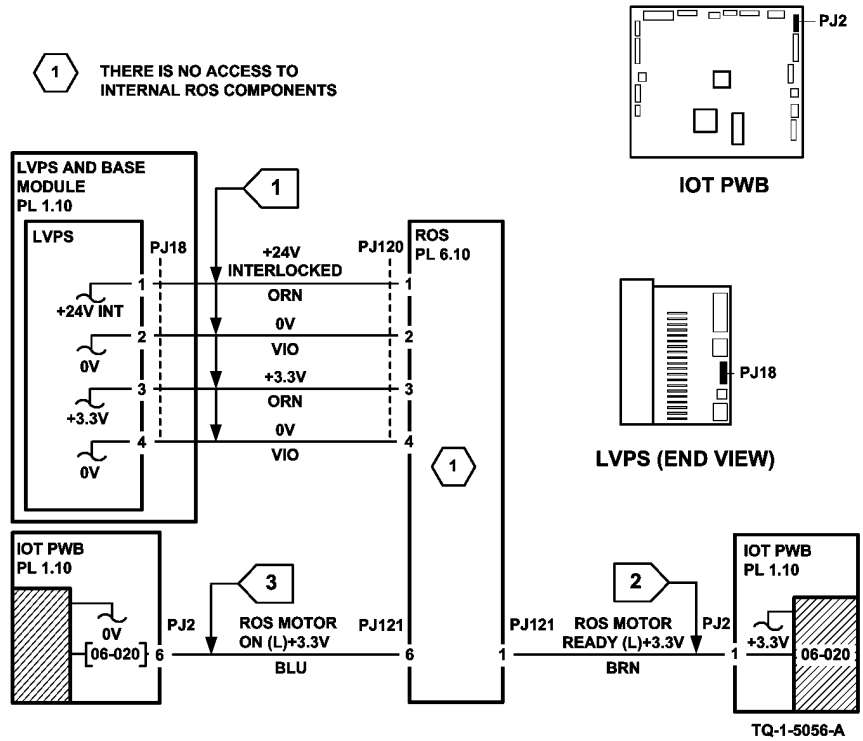 1
THERE IS NO ACCESS TO
INTERNAL ROS COMPONENTS
PJ2
IOT PWB
LVPS AND BASE
MODULE
PL 1.10
1
LVPS
PJ18
+24V
INTERLOCKED
PJ120
ROS
PL 6.10
1
1
+24V INT
ORN
0V
2
2
0V
VIO
+3.3V
3
3
+3.3V
ORN
0V
4
4
0V
VIO
1
PJ18
LVPS (END VIEW)
IOT PWB
PL 1.10
3
0V
[06-020]
6
PJ2
ROS MOTOR
ON (L)+3.3V
BLU
PJ121
6
2
PJ121
1
ROS MOTOR
READY (L)+3.3V
BRN
PJ2
1
IOT PWB
PL 1.10
+3.3V
06-020
TQ-1-5056-A